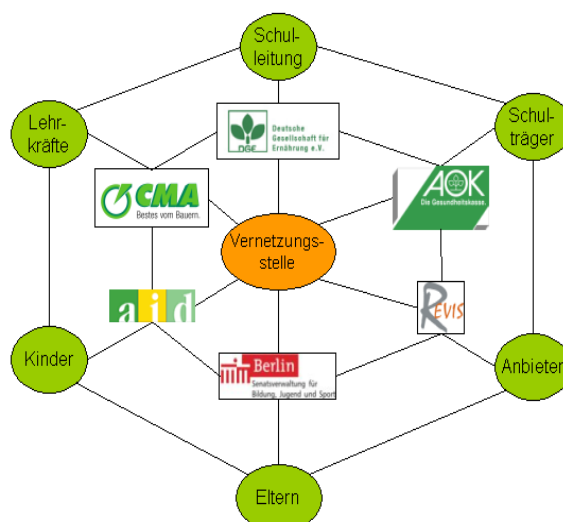 Schul-
leitung
Lehr-
kräfte
DGE
Deutsche
Gesellschaft für
Ernährung e.V.
Schul-
träger
CMA
Bestes vom Bauern.
AOK
Die Gesundheitskasse.
Vernetzungs-
stelle
aid
REVIS
Kinder
Berlin
Senatsverwaltung für
Bildung, Jugend und Sport
Anbieter
Eltern